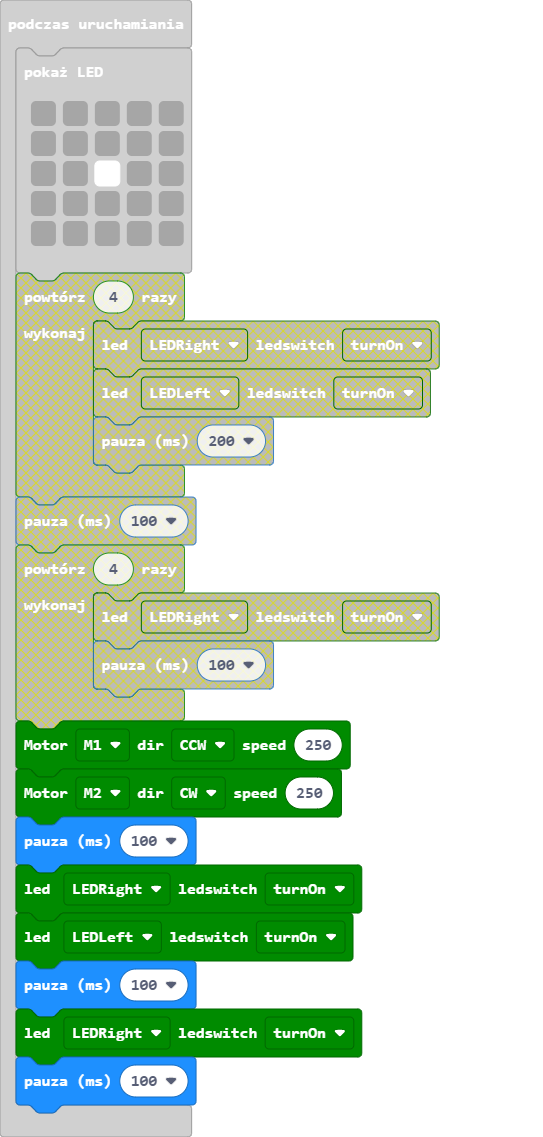 podczas uruchamiania
pokaż LED
powtórz 4 razy
wykonaj
led LEDRight ledswitch turnOn
led LEDLeft ledswitch turnOn
pauza (ms) 200
pauza (ms) 100
powtórz 4 razy
wykonaj
led LEDRight ledswitch turnOn
pauza (ms) 100
Motor M1 dir CCW speed 250
Motor M2 dir CW speed 250
pauza (ms) 100
led LEDRight ledswitch turnOn
led LEDLeft ledswitch turnOn
pauza (ms) 100
led LEDRight ledswitch turnOn
pauza (ms) 100